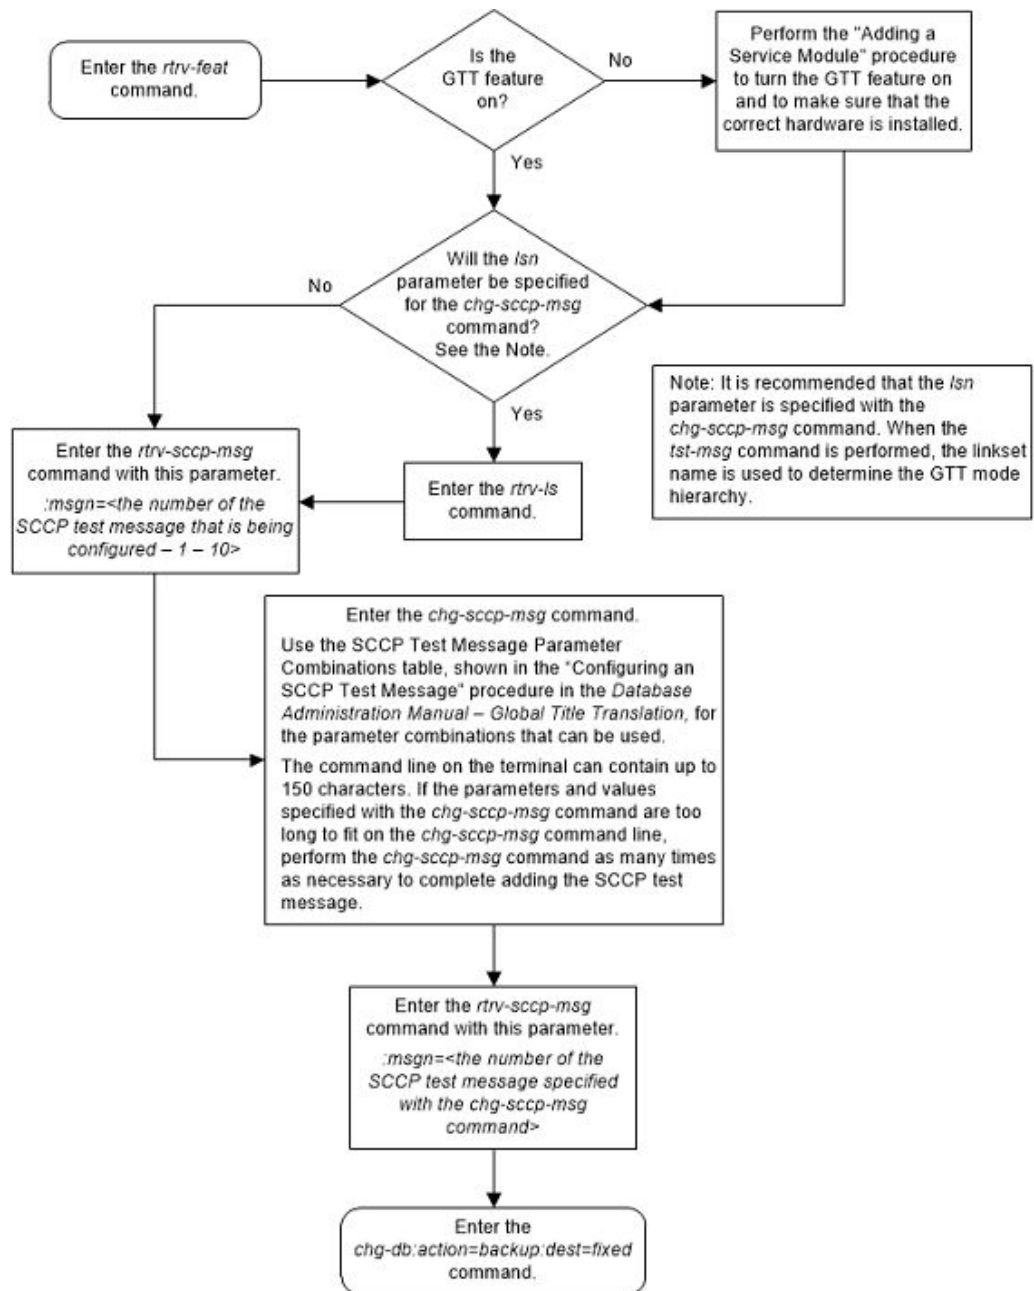 Enter the rtrv-feat
command.
Is the
GTT feature
on?
No
Perform the "Adding a
Service Module" procedure
to turn the GTT feature on
and to make sure that the
correct hardware is installed.
Yes
Will the lsn
parameter be specified
for the chg-sccp-msg
command?
See the Note.
No
Yes
Note: It is recommended that the lsn
parameter is specified with the
chg-sccp-msg command. When the
tst-msg command is performed, the linkset
name is used to determine the GTT mode
hierarchy.
Enter the rtrv-ls
command.
Enter the rtrv-sccp-msg
command with this parameter.
:msgn=<the number of the
SCCP test message that is being
configured – 1 – 10>
Enter the chg-sccp-msg command.
Use the SCCP Test Message Parameter
Combinations table, shown in the “Configuring an
SCCP Test Message” procedure in the Database
Administration Manual – Global Title Translation, for
the parameter combinations that can be used.
The command line on the terminal can contain up to
150 characters. If the parameters and values
specified with the chg-sccp-msg command are too
long to fit on the chg-sccp-msg command line,
perform the chg-sccp-msg command as many times
as necessary to complete adding the SCCP test
message.
Enter the rtrv-sccp-msg
command with this parameter.
:msgn=<the number of the
SCCP test message specified
with the chg-sccp-msg
command>
Enter the
chg-db:action=backup:dest=fixed
command.